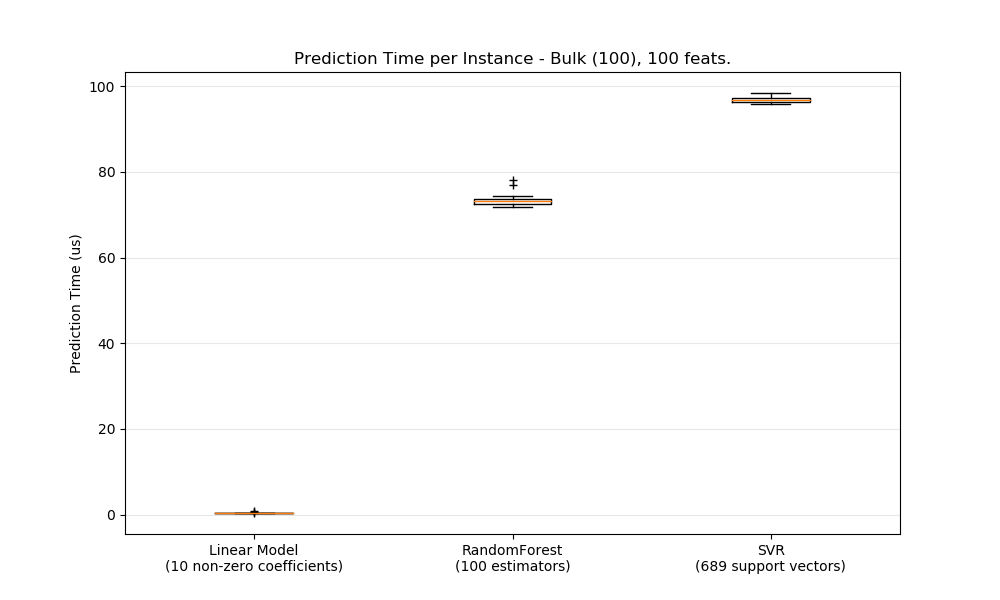 Prediction Time per Instance - Bulk (100), 100 feats.
Prediction Time (us)
100
80
60
40
20
0
Linear Model
(10 non-zero coefficients)
RandomForest
(100 estimators)
SVR
(689 support vectors)